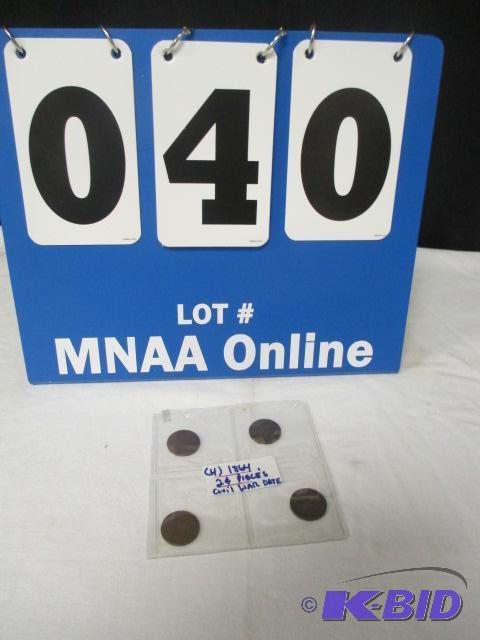 040
LOT #
MNAA Online
(4) 1864
2¢ PIECE'S
CIVIL WAR DATE
© K-BID